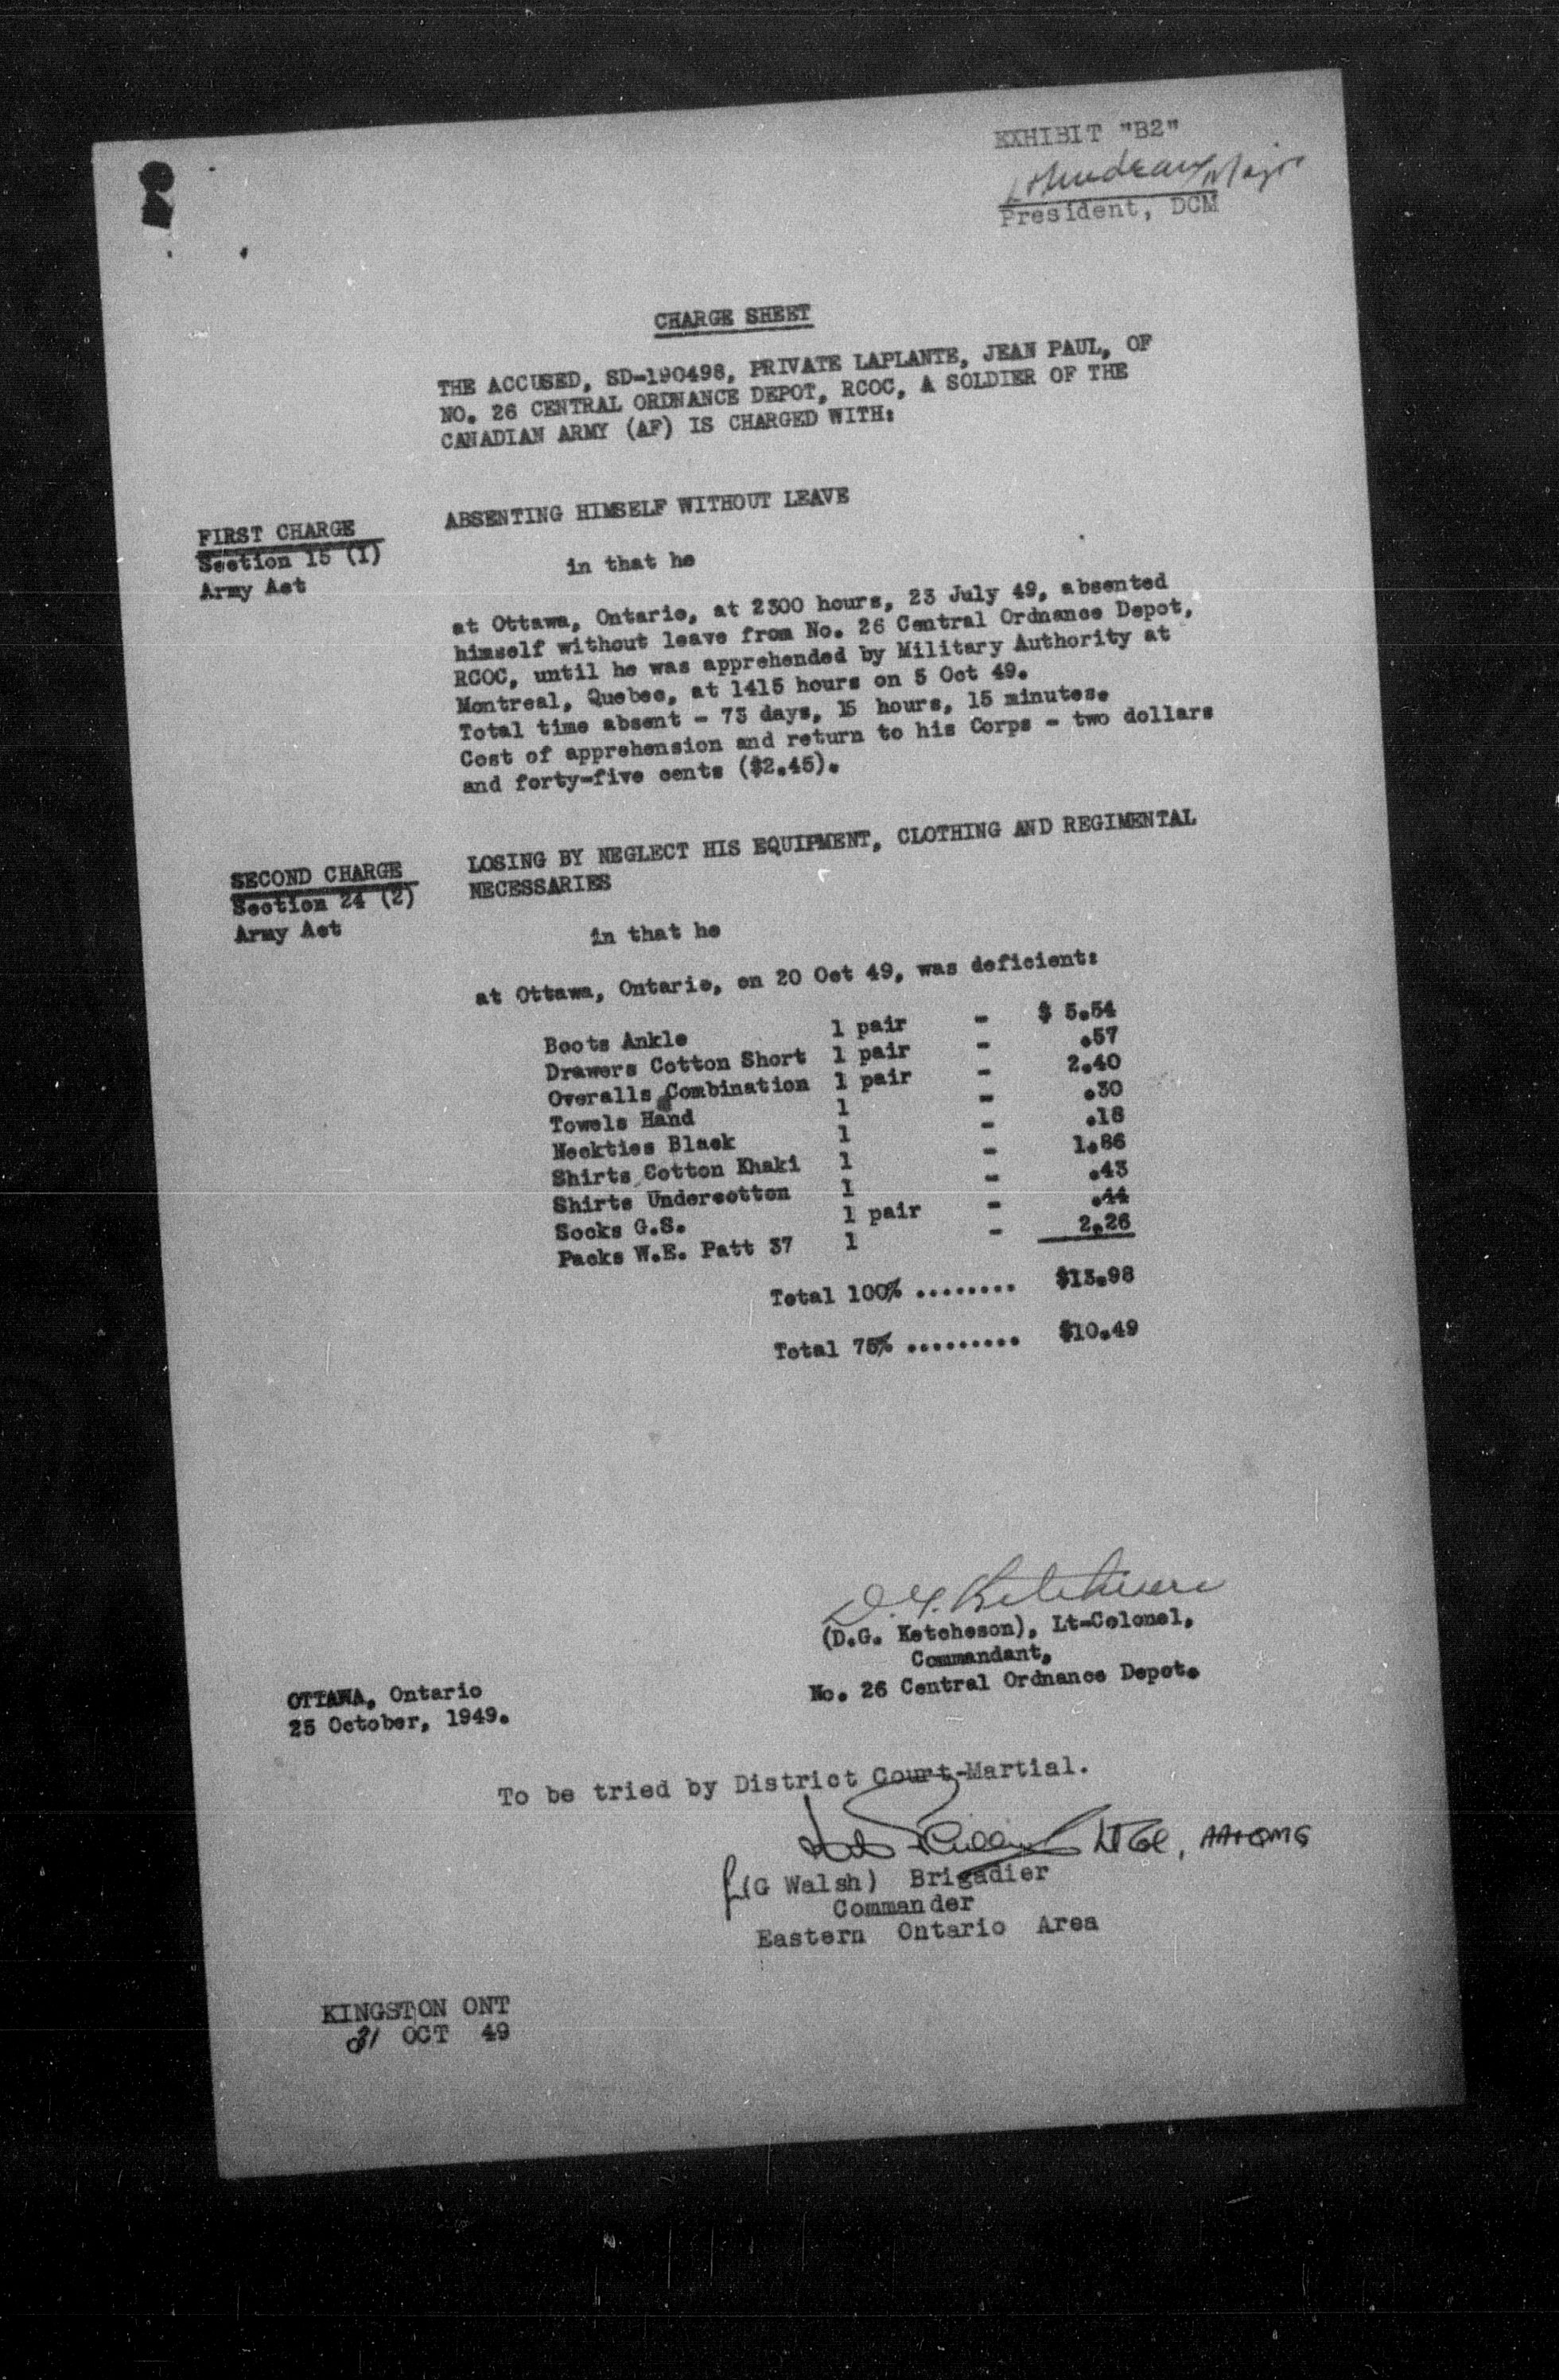 EXHIBIT "B2"
Major
President, DCM
CHARGE SHEET
THE ACCUSED, SD-190498, PRIVATE LAPLANTE, JEAN PAUL, OF
NO. 26 CENTRAL ORDNANCE DEPOT, RCOC, A SOLDIER OF THE
CANADIAN ARMY (AF) IS CHARGED WITH:
FIRST CHARGE
Section 15 (1)
Army Act
ABSENTING HIMSELF WITHOUT LEAVE
in that he
at Ottawa, Ontario, at 2300 hours, 23 July 49, absented
himself without leave from No. 26 Central Ordnance Depot,
RCOC, until he was apprehended by Military Authority at
Montreal, Quebec, at 1415 hours on 5 Oct 49.
Total time absent - 73 days, 15 hours, 15 minutes.
Cost of apprehension and return to his Corps - two dollars
and forty-five cents ($2.45).
SECOND CHARGE
Section 24 (2)
Army Act
LOSING BY NEGLECT HIS EQUIPMENT, CLOTHING AND REGIMENTAL
NECESSARIES
in that he
at Ottawa, Ontario, on 20 Oct 49, was deficient:
Boots Ankle 1 pair - $ 5.54
Drawers Cotton Short 1 pair - .57
Overalls Combination 1 pair - 2.40
Towels Hand 1 - .30
Neckties Black 1 - .18
Shirts Cotton Khaki 1 - 1.86
Shirts Undercotton 1 - .43
Socks G.S. 1 pair - .44
Packs W.E. Patt 37 1 - 2.26
Total 100% ........ $13.98
Total 75% ......... $10.49
D.G. Ketcheson
(D.G. Ketcheson), Lt-Colonel,
Commandant,
No. 26 Central Ordnance Depot.
OTTAWA, Ontario
25 October, 1949.
To be tried by District Court-Martial.
Lt Col, AA+QMG
(G Walsh) Brigadier
Commander
Eastern Ontario Area
KINGSTON ONT
31 OCT 49